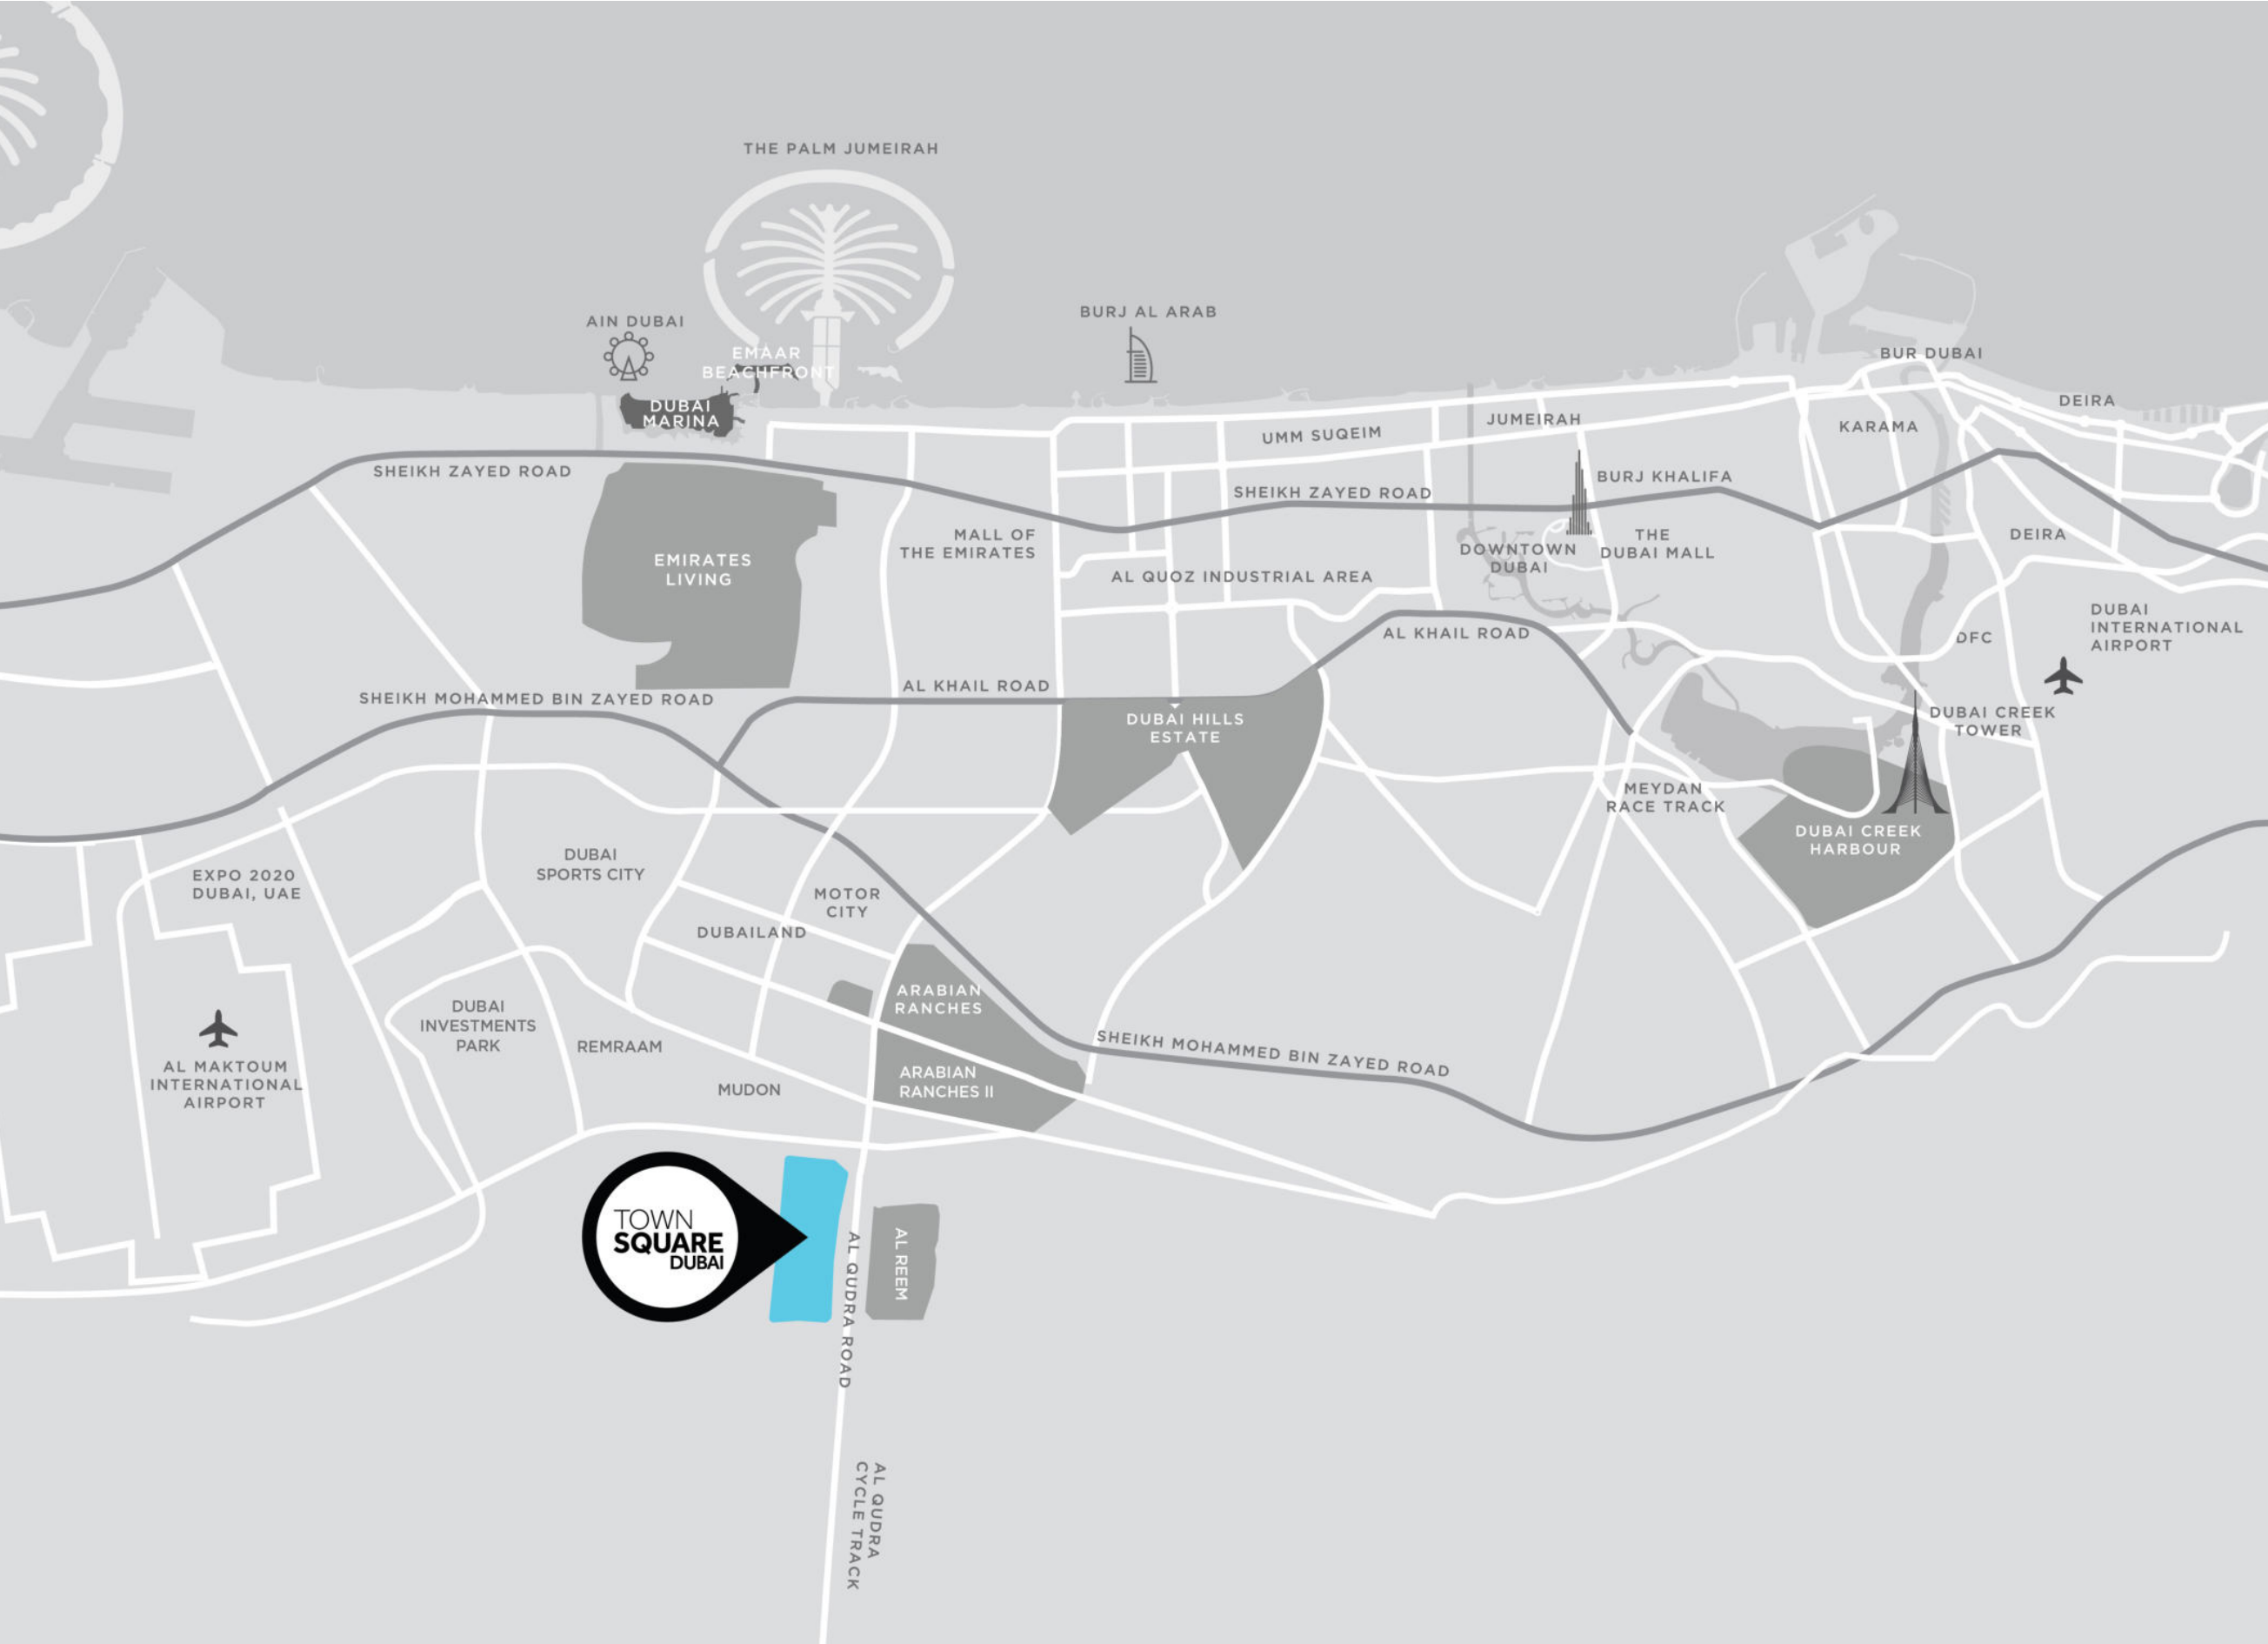 THE PALM JUMEIRAH
AIN DUBAI
BURJ AL ARAB
EMAAR
BEACHFRONT
DUBAI
MARINA
BUR DUBAI
DEIRA
JUMEIRAH
KARAMA
UMM SUQEIM
SHEIKH ZAYED ROAD
SHEIKH ZAYED ROAD
BURJ KHALIFA
MALL OF
THE EMIRATES
EMIRATES
LIVING
AL QUOZ INDUSTRIAL AREA
DOWNTOWN
DUBAI
THE
DUBAI MALL
DEIRA
DUBAI
INTERNATIONAL
AIRPORT
DFC
AL KHAIL ROAD
AL KHAIL ROAD
SHEIKH MOHAMMED BIN ZAYED ROAD
DUBAI HILLS
ESTATE
DUBAI CREEK
TOWER
MEYDAN
RACE TRACK
DUBAI CREEK
HARBOUR
DUBAI
SPORTS CITY
EXPO 2020
DUBAI, UAE
MOTOR
CITY
DUBAILAND
ARABIAN
RANCHES
DUBAI
INVESTMENTS
PARK
REMRAAM
SHEIKH MOHAMMED BIN ZAYED ROAD
AL MAKTOUM
INTERNATIONAL
AIRPORT
MUDON
ARABIAN
RANCHES II
TOWN
SQUARE
DUBAI
AL QUDRA ROAD
AL REEM
AL QUDRA
CYCLE TRACK